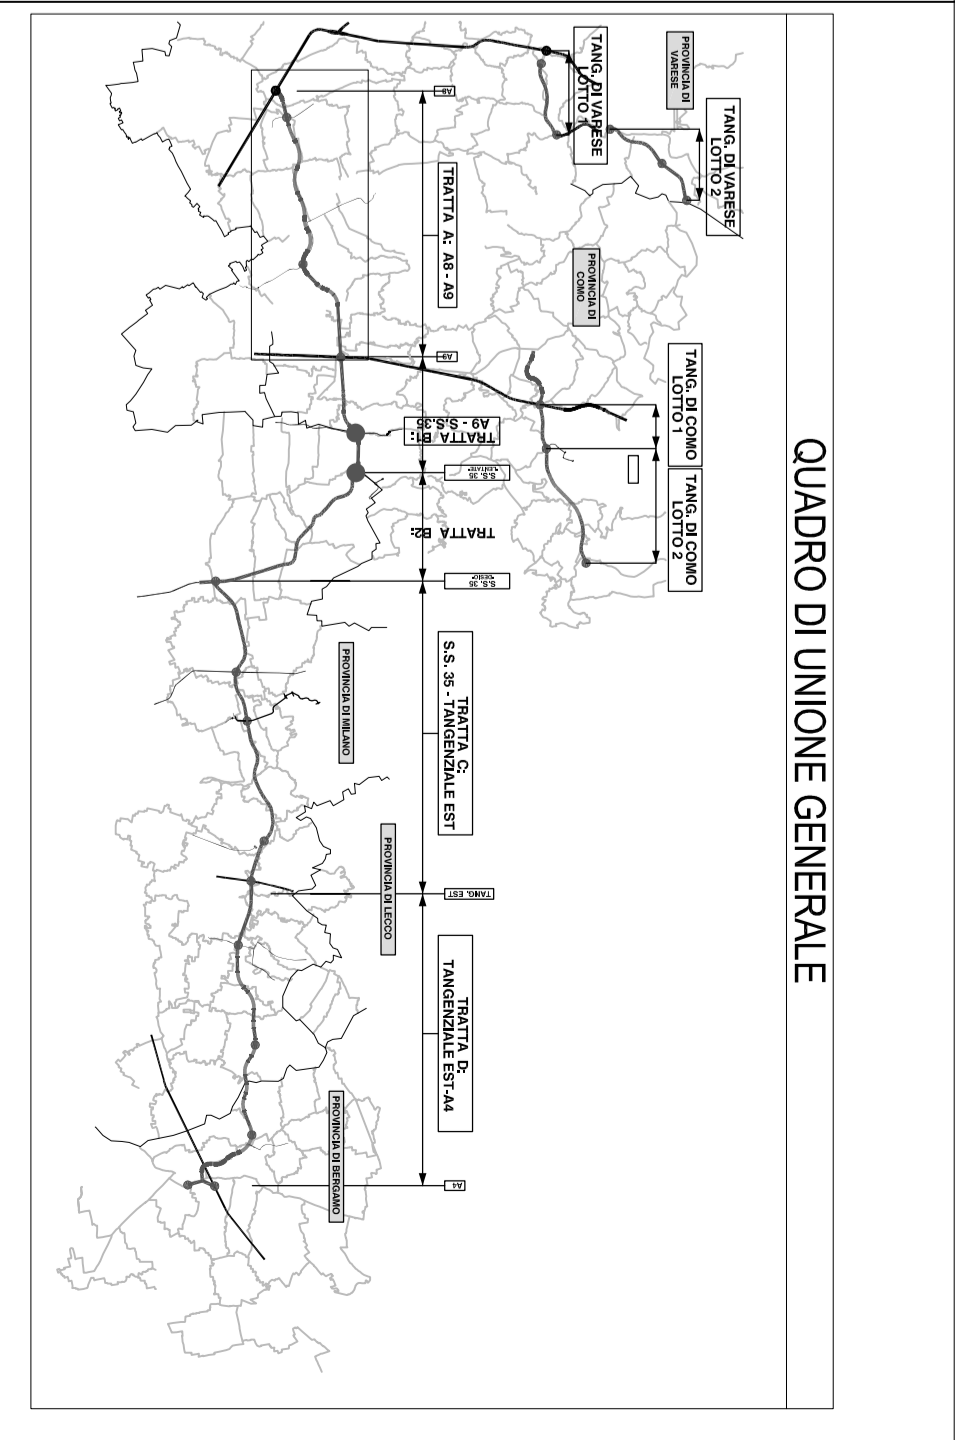 QUADRO DI UNIONE GENERALE
TANG. DI VARESE
LOTTO 2
PROVINCIA DI
VARESE
TANG. DI VARESE
LOTTO 1
PROVINCIA DI
COMO
TANG. DI COMO
LOTTO 1
TANG. DI COMO
LOTTO 2
A8
TRATTA A: A8 - A9
A9
TRATTA B1:
A9 - S.S.35
S.S. 35
"LENTATE"
TRATTA B2:
S.S. 35
"DESIO"
TRATTA C:
S.S. 35 - TANGENZIALE EST
TANG. EST
TRATTA D:
TANGENZIALE EST-A4
A4
PROVINCIA DI MILANO
PROVINCIA DI LECCO
PROVINCIA DI BERGAMO